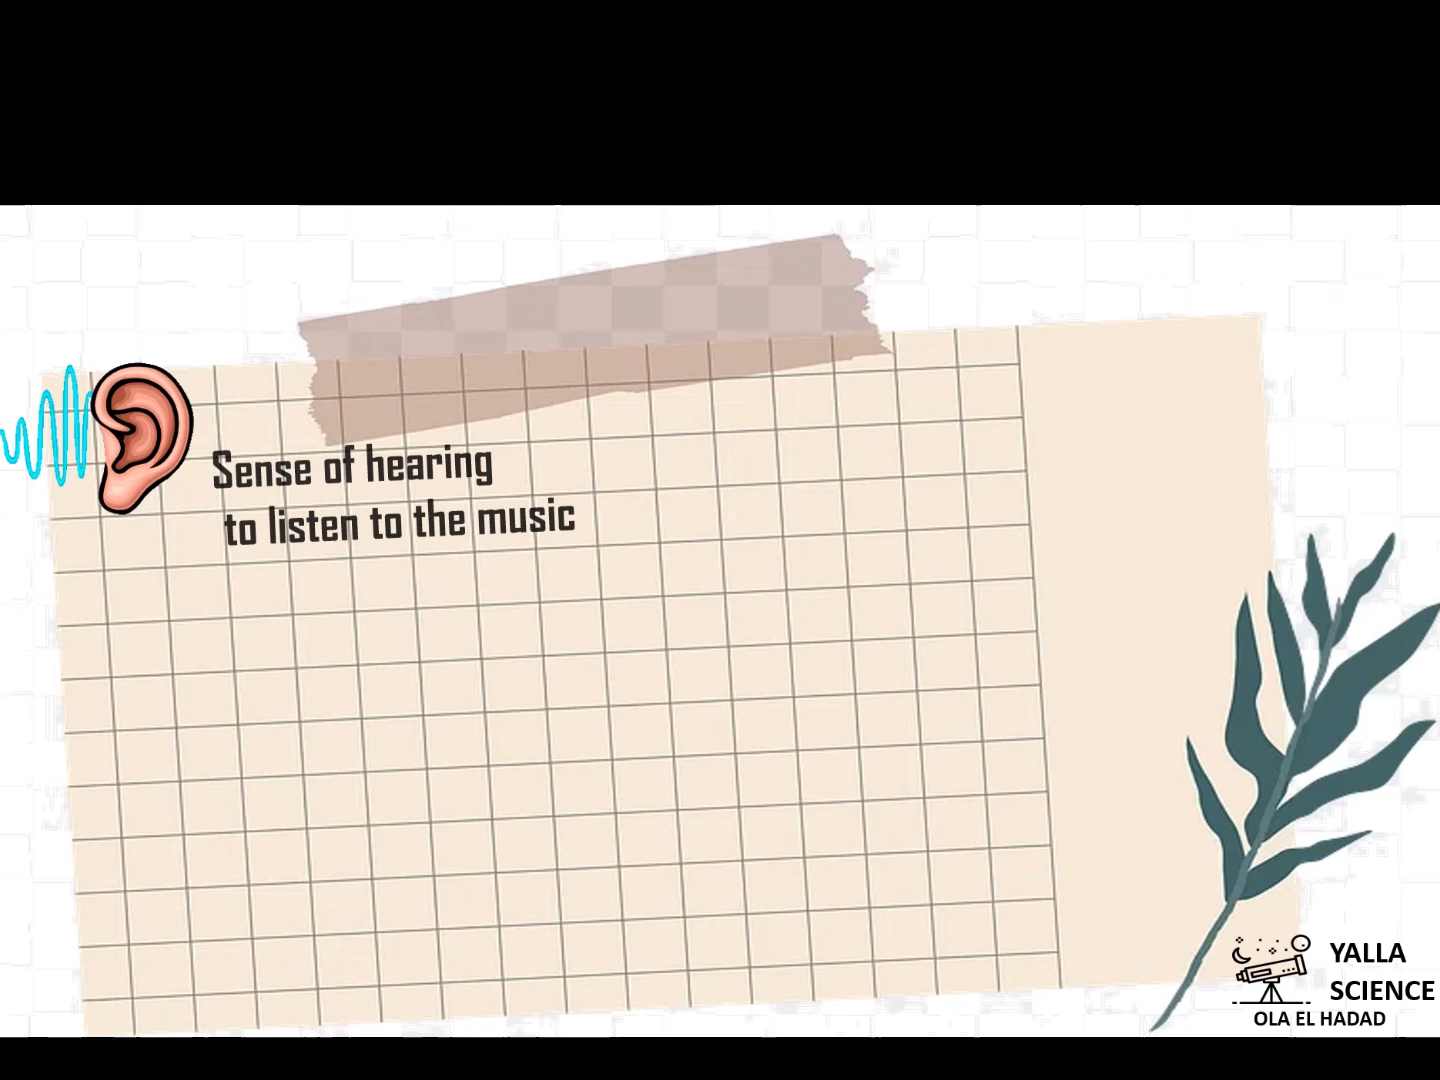 Sense of hearing
to listen to the music
YALLA
SCIENCE
OLA EL HADAD